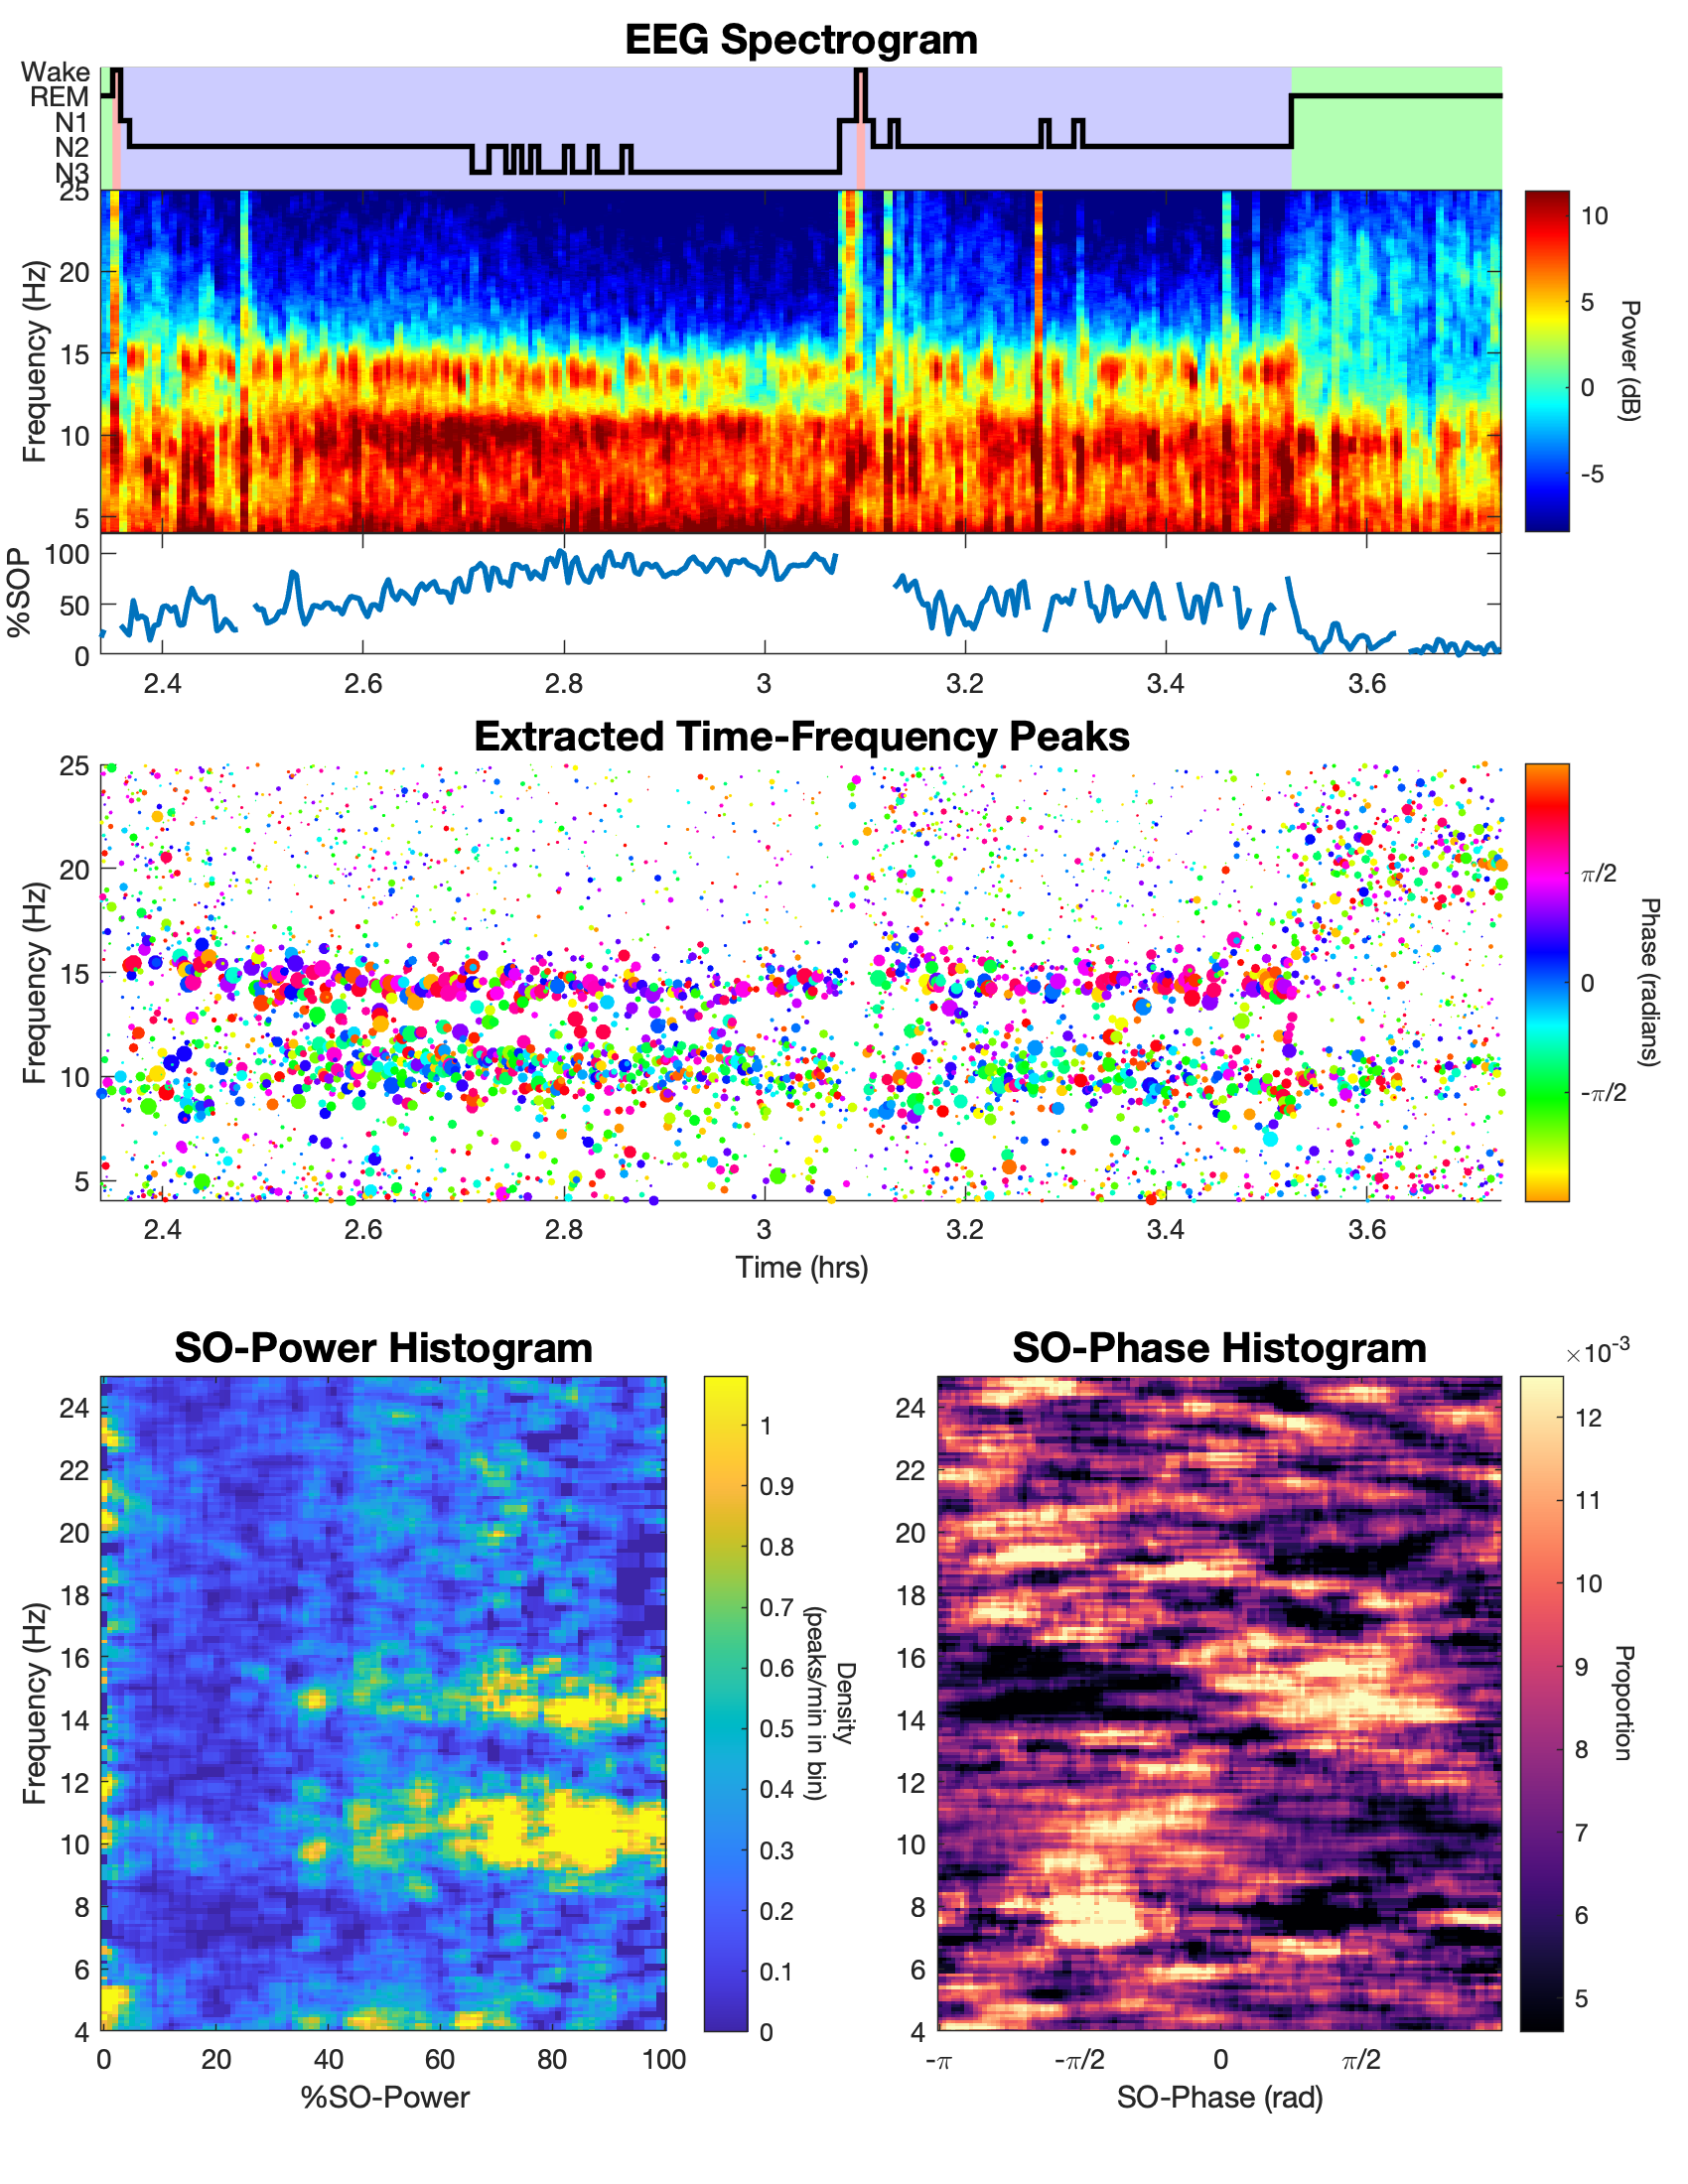 EEG Spectrogram
Wake
REM
N1
N2
N3
25
20
15
10
5
Frequency (Hz)
10
5
0
-5
Power (dB)
100
50
0
%SOP
2.4 2.6 2.8 3 3.2 3.4 3.6
Extracted Time-Frequency Peaks
25
20
15
10
5
Frequency (Hz)
π/2
0
-π/2
Phase (radians)
2.4 2.6 2.8 3 3.2 3.4 3.6
Time (hrs)
SO-Power Histogram
24
22
20
18
16
14
12
10
8
6
4
Frequency (Hz)
0 20 40 60 80 100
%SO-Power
1
0.9
0.8
0.7
0.6
0.5
0.4
0.3
0.2
0.1
0
Density
(peaks/min in bin)
SO-Phase Histogram
24
22
20
18
16
14
12
10
8
6
4
-π -π/2 0 π/2
SO-Phase (rad)
×10⁻³
12
11
10
9
8
7
6
5
Proportion